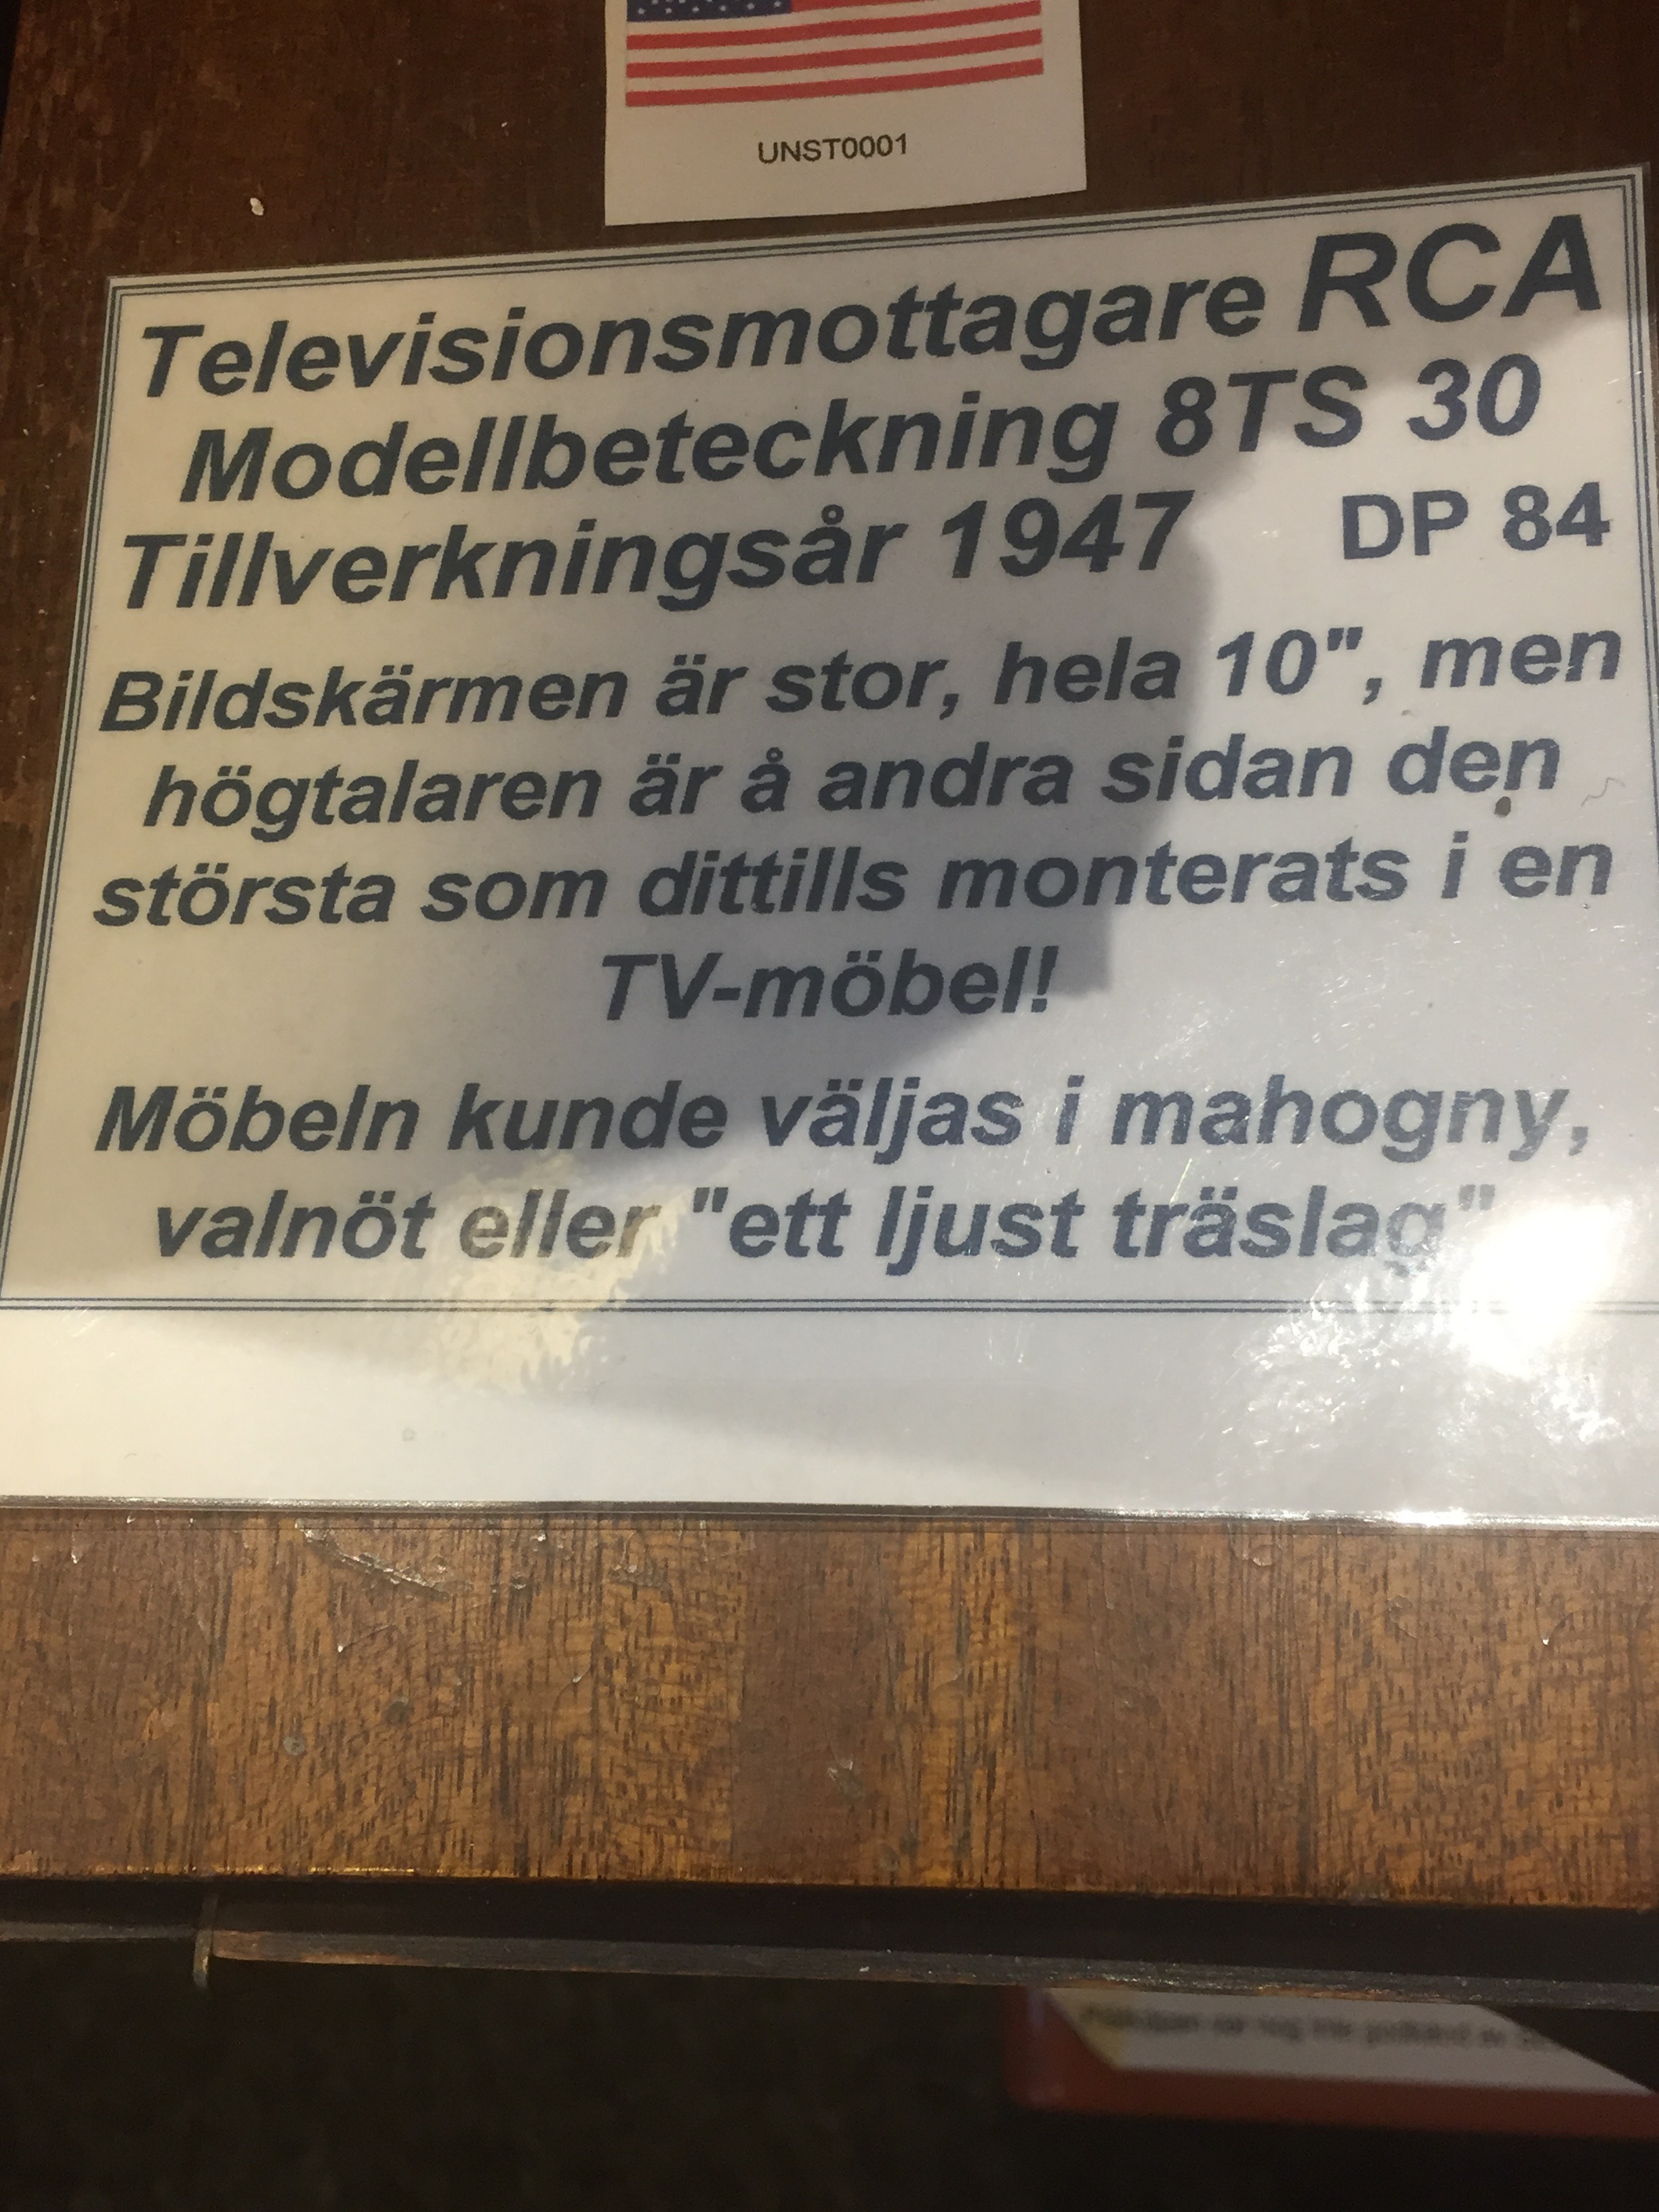 UNST0001
Televisionsmottagare RCA
Modellbeteckning 8TS 30
Tillverkningsår 1947 DP 84
Bildskärmen är stor, hela 10", men
högtalaren är å andra sidan den
största som dittills monterats i en
TV-möbel!
Möbeln kunde väljas i mahogny,
valnöt eller "ett ljust träslag"